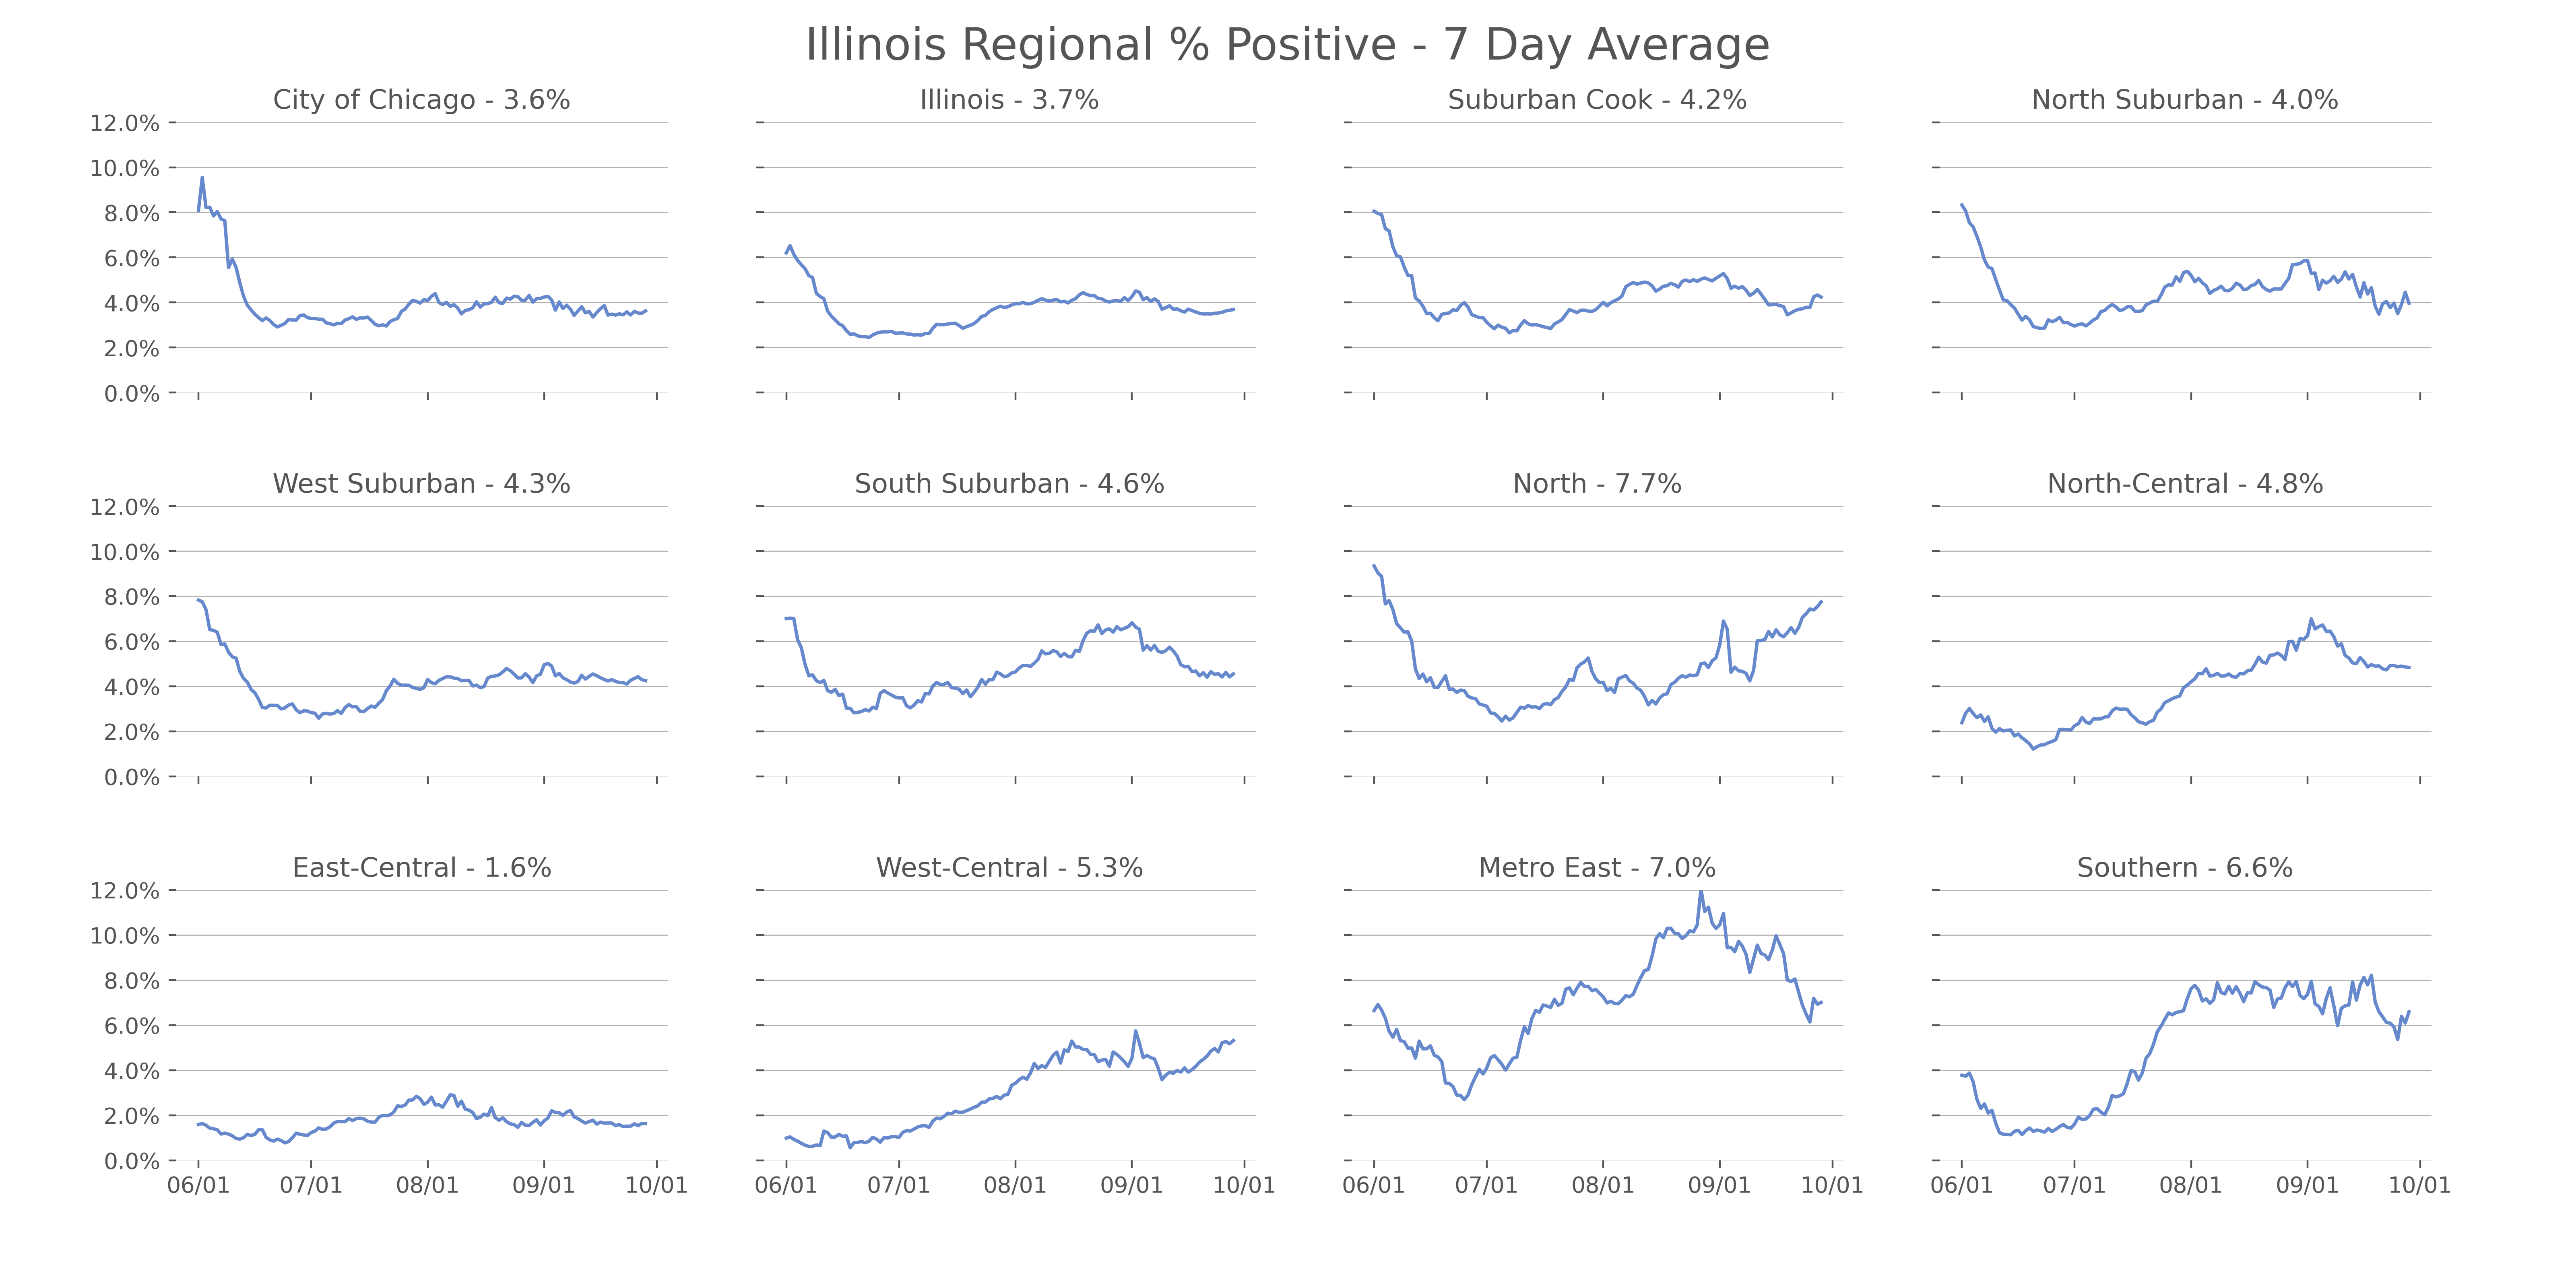 Illinois Regional % Positive - 7 Day Average
City of Chicago - 3.6%
Illinois - 3.7%
Suburban Cook - 4.2%
North Suburban - 4.0%
12.0%
10.0%
8.0%
6.0%
4.0%
2.0%
0.0%
West Suburban - 4.3%
South Suburban - 4.6%
North - 7.7%
North-Central - 4.8%
12.0%
10.0%
8.0%
6.0%
4.0%
2.0%
0.0%
East-Central - 1.6%
West-Central - 5.3%
Metro East - 7.0%
Southern - 6.6%
12.0%
10.0%
8.0%
6.0%
4.0%
2.0%
0.0%
06/01 07/01 08/01 09/01 10/01
06/01 07/01 08/01 09/01 10/01
06/01 07/01 08/01 09/01 10/01
06/01 07/01 08/01 09/01 10/01